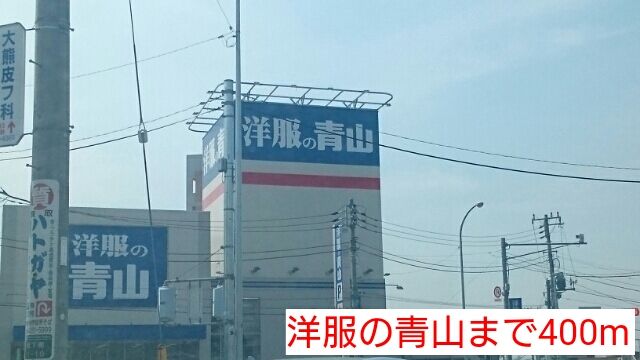 大熊皮フ科
洋服の青山
質
ハトガヤ
洋服の
青山
P
洋服の青山まで400m